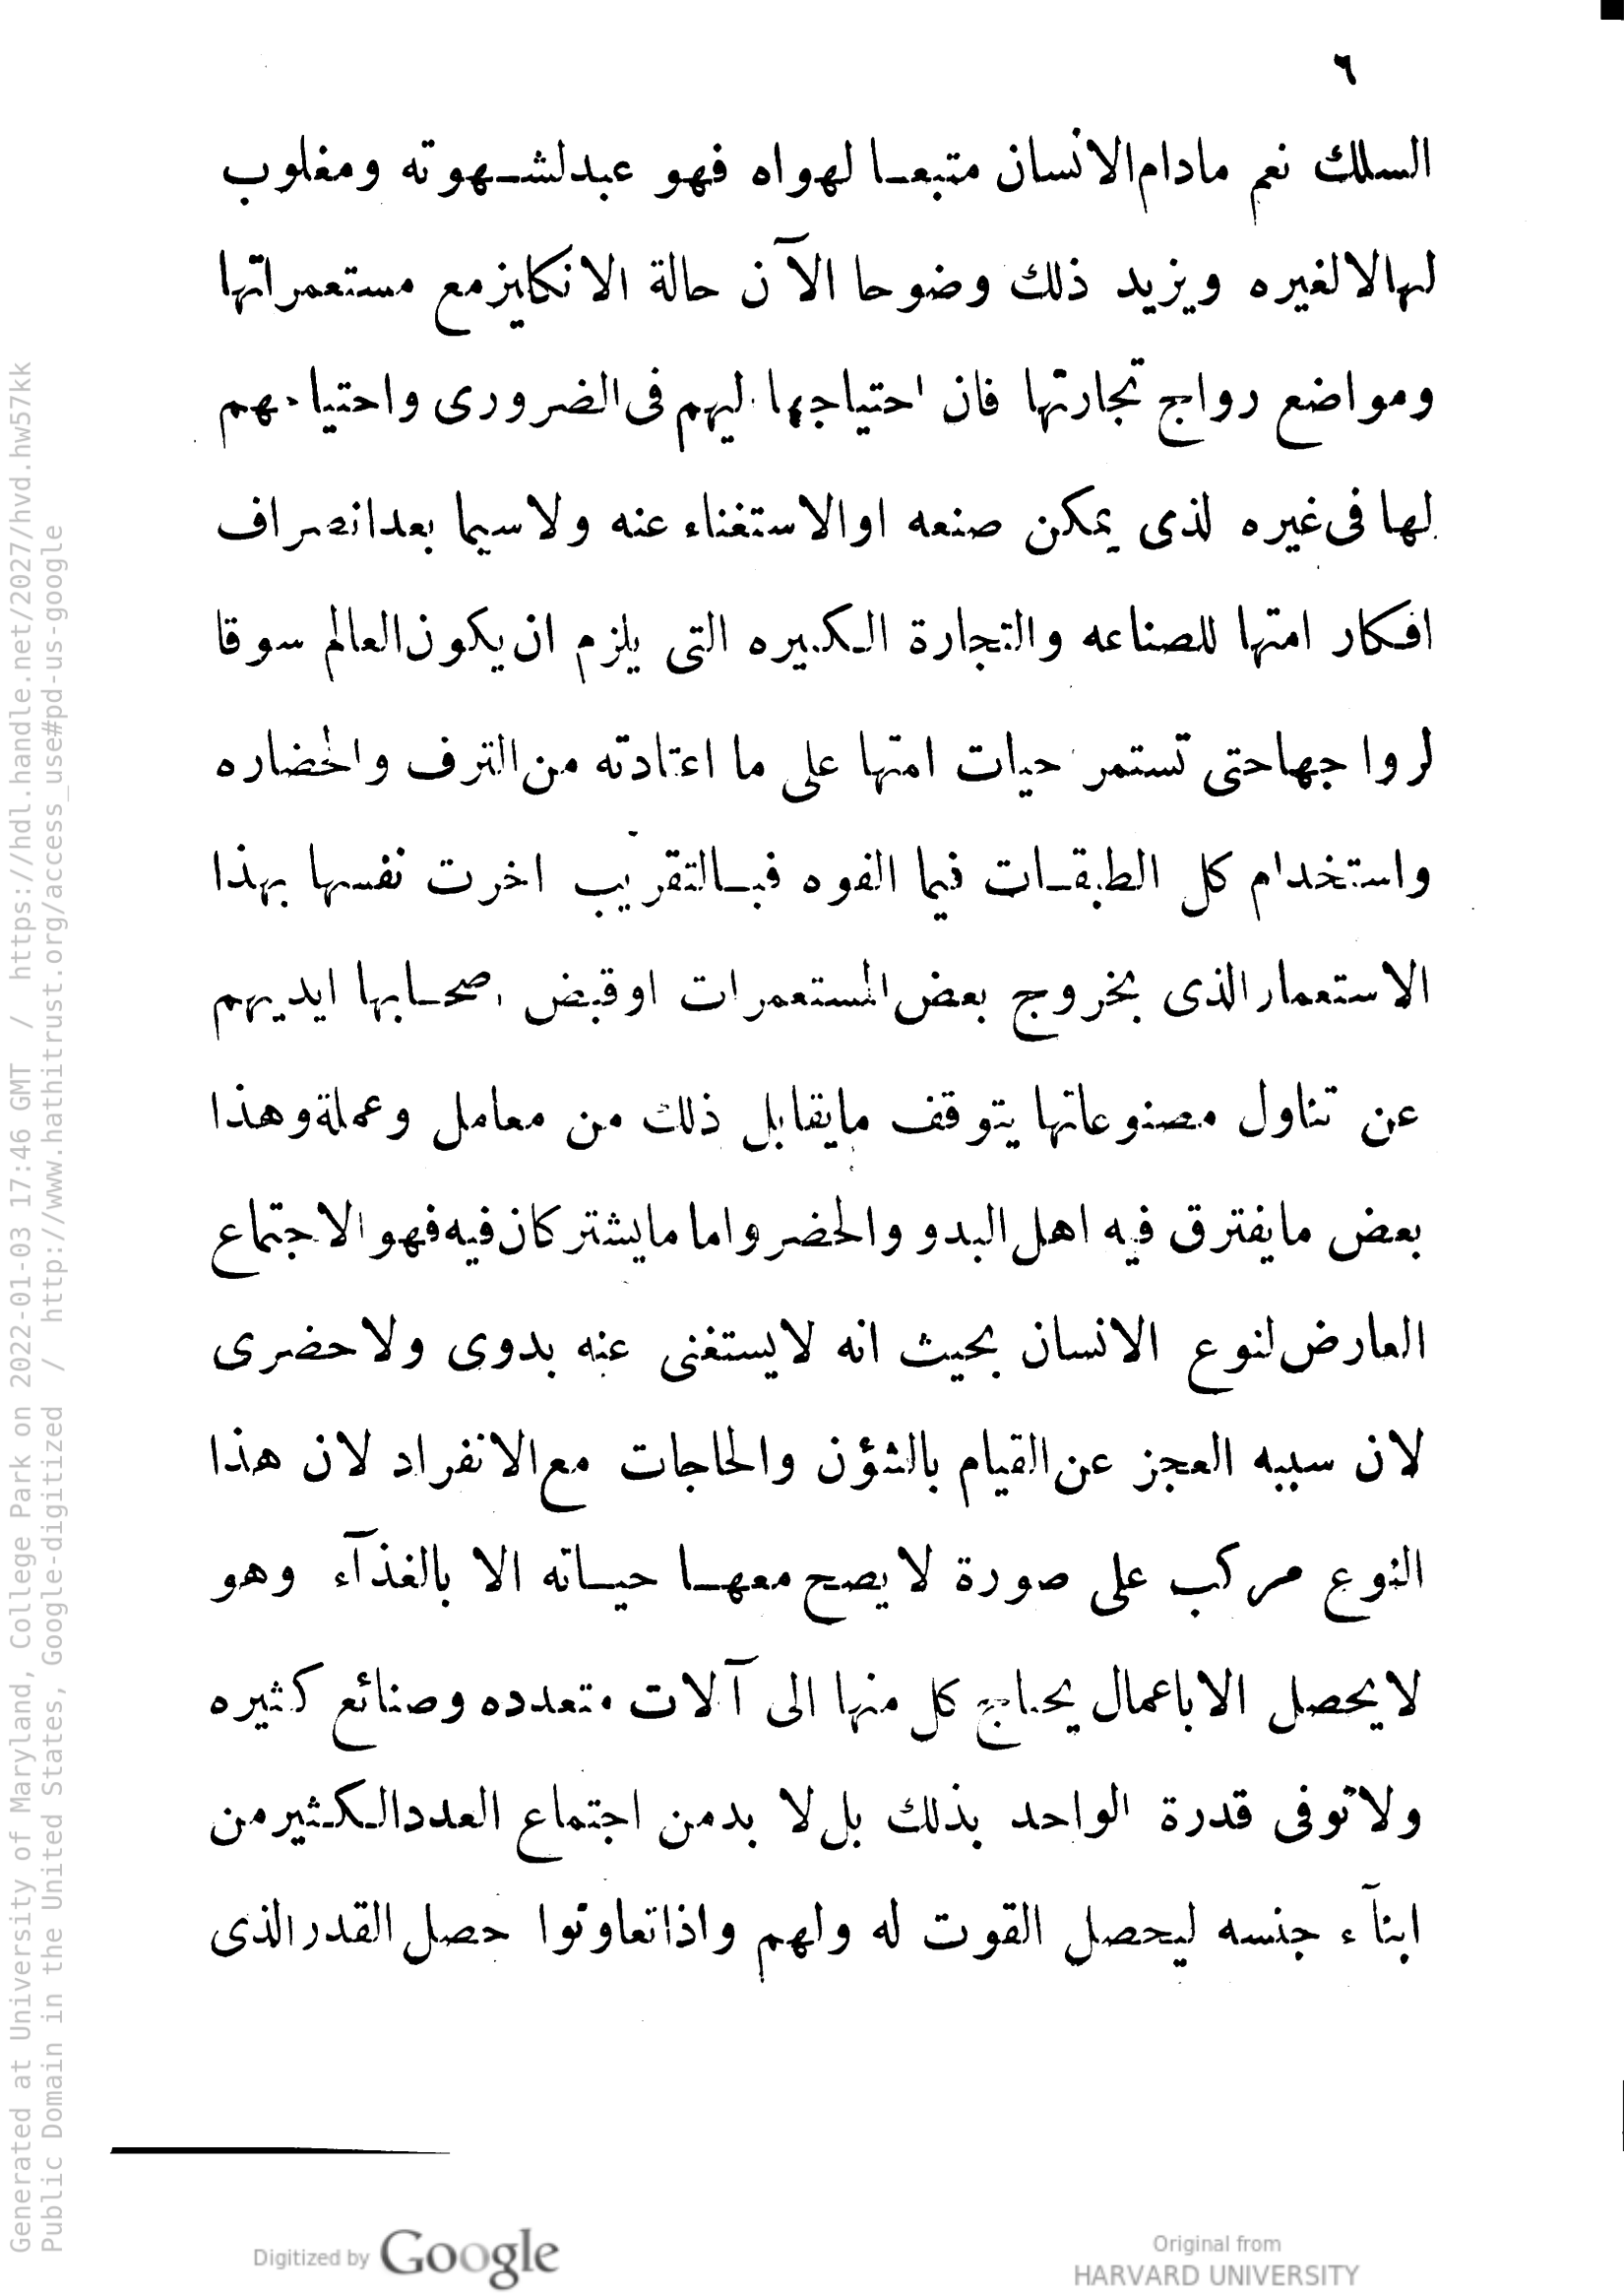 ٦
السلك نعم مادام الانسان متبعا لهواه فهو عبد لشهوته ومغلوب
لها لا لغيره ويزيد ذلك وضوحا الآن حالة الانكليز مع مستعمراتها
ومواضع رواج تجارتها فان احتياجها اليهم فى الضرورى واحتياجهم
لها فى غيره الذى يمكن صنعه او الاستغناء عنه ولاسيما بعد انصراف
افكار امتها للصناعه والتجارة الكبيره التى يلزم ان يكون العالم سوقا
لرواجها حتى تستمر حيات امتها على ما اعتادته من الترف والحضاره
واستخدام كل الطبقات فيما الفوه فبالتقريب اخرت نفسها بهذا
الاستعمار الذى بخروج بعض المستعمرات او قبض اصحابها ايديهم
عن تناول مصنوعاتها يتوقف مايقابل ذلك من معامل وعملة وهذا
بعض مايفترق فيه اهل البدو والحضر واما مايشتركان فيه فهو الاجتماع
العارض لنوع الانسان بحيث انه لايستغنى عنه بدوى ولا حضرى
لان سببه العجز عن القيام بالشؤن والحاجات مع الانفراد لان هذا
النوع مركب على صورة لايصح معها حياته الا بالغذآء وهو
لايحصل الا باعمال يحتاج كل منها الى آلات متعدده وصنائع كثيره
ولا توفى قدرة الواحد بذلك بل لا بد من اجتماع العدد الكثير من
ابنآء جنسه ليحصل القوت له ولهم واذا تعاونوا حصل القدر الذى
Generated at University of Maryland, College Park on 2022-01-03 17:46 GMT / https://hdl.handle.net/2027/hvd.hw57kk
Public Domain in the United States, Google-digitized / http://www.hathitrust.org/access_use#pd-us-google
Digitized by Google
Original from
HARVARD UNIVERSITY